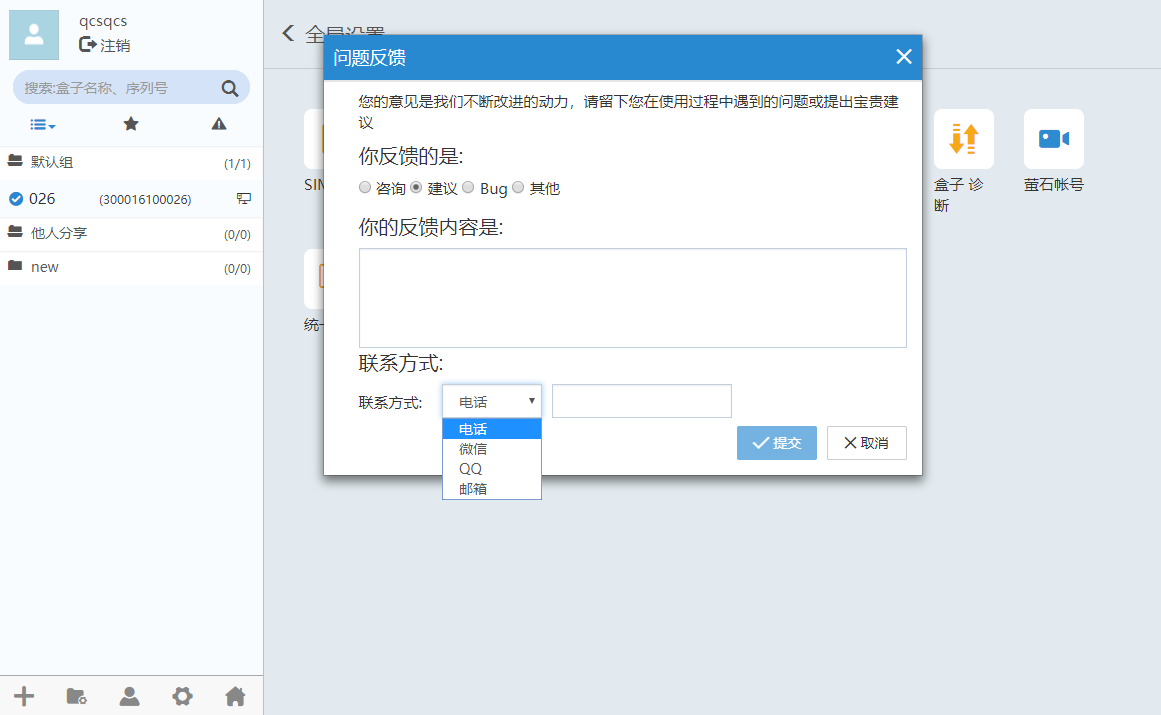 qcsqcs
注销
搜索:盒子名称、序列号
默认组 (1/1)
026 (300016100026)
他人分享 (0/0)
new (0/0)
全局设置
问题反馈
您的意见是我们不断改进的动力，请留下您在使用过程中遇到的问题或提出宝贵建
议
你反馈的是:
咨询 建议 Bug 其他
你的反馈内容是:
联系方式:
联系方式: 电话
电话
微信
QQ
邮箱
提交 取消
SIM
统一
盒子 诊
断
萤石帐号